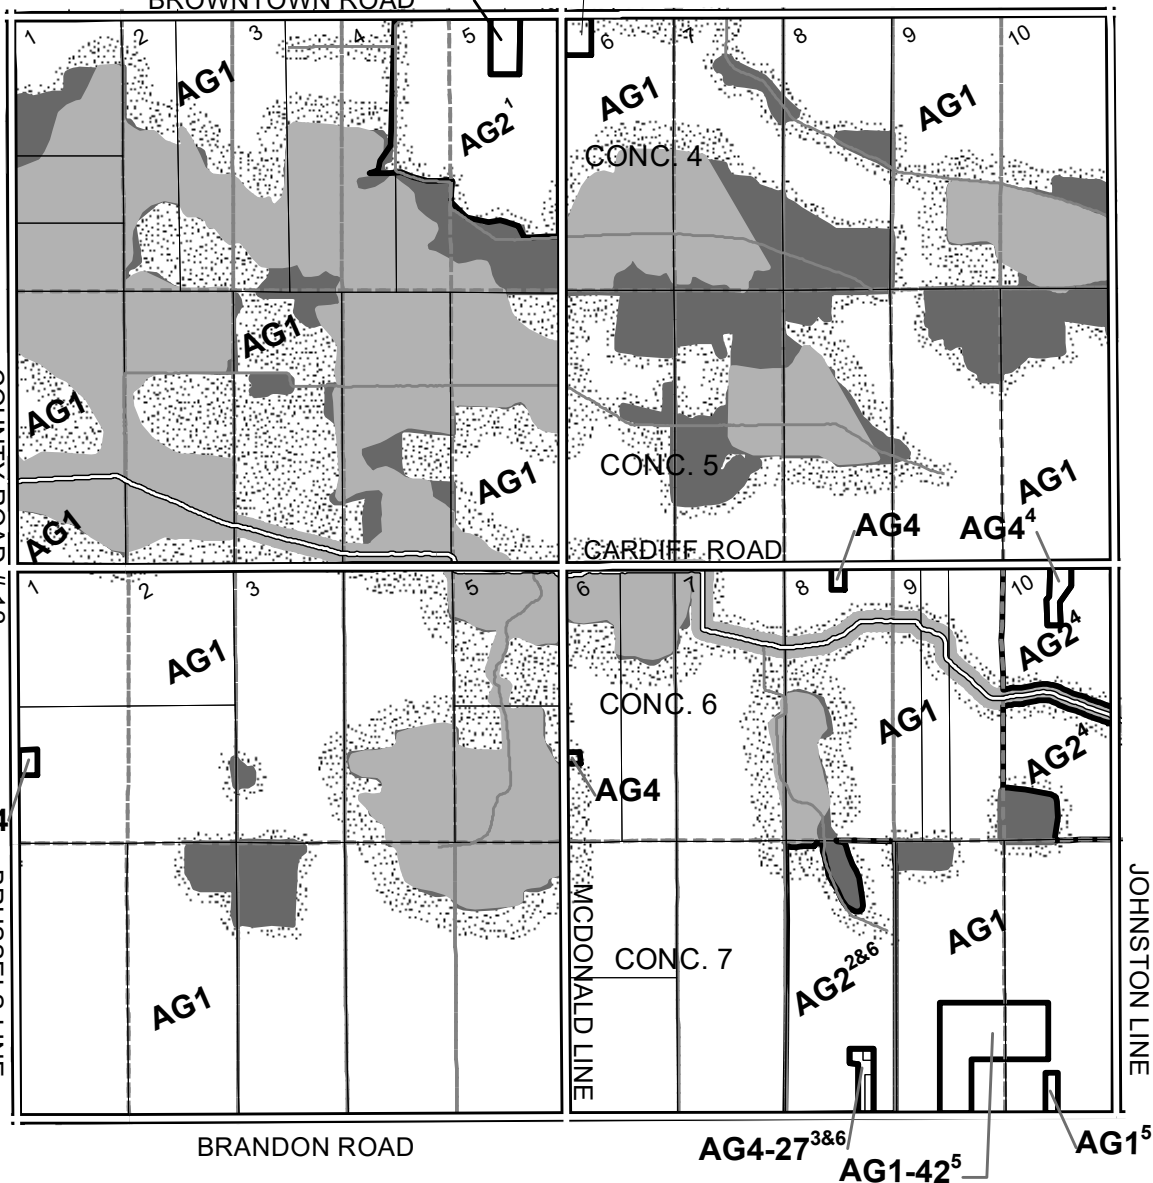 BROWNTOWN ROAD
1 2 3 4 5 6 7 8 9 10
AG1
AG1
AG1
AG2¹
CONC. 4
AG1
AG1
AG1
CONC. 5
AG1
AG1
AG4
AG4⁴
CARDIFF ROAD
1 2 3 5 6 7 8 9 10
AG1
AG2⁴
CONC. 6
AG1
AG2⁴
AG4
MCDONALD LINE
JOHNSTON LINE
CONC. 7
AG1
AG2²&⁶
AG1
BRANDON ROAD
AG4-27³&⁶
AG1-42⁵
AG1⁵